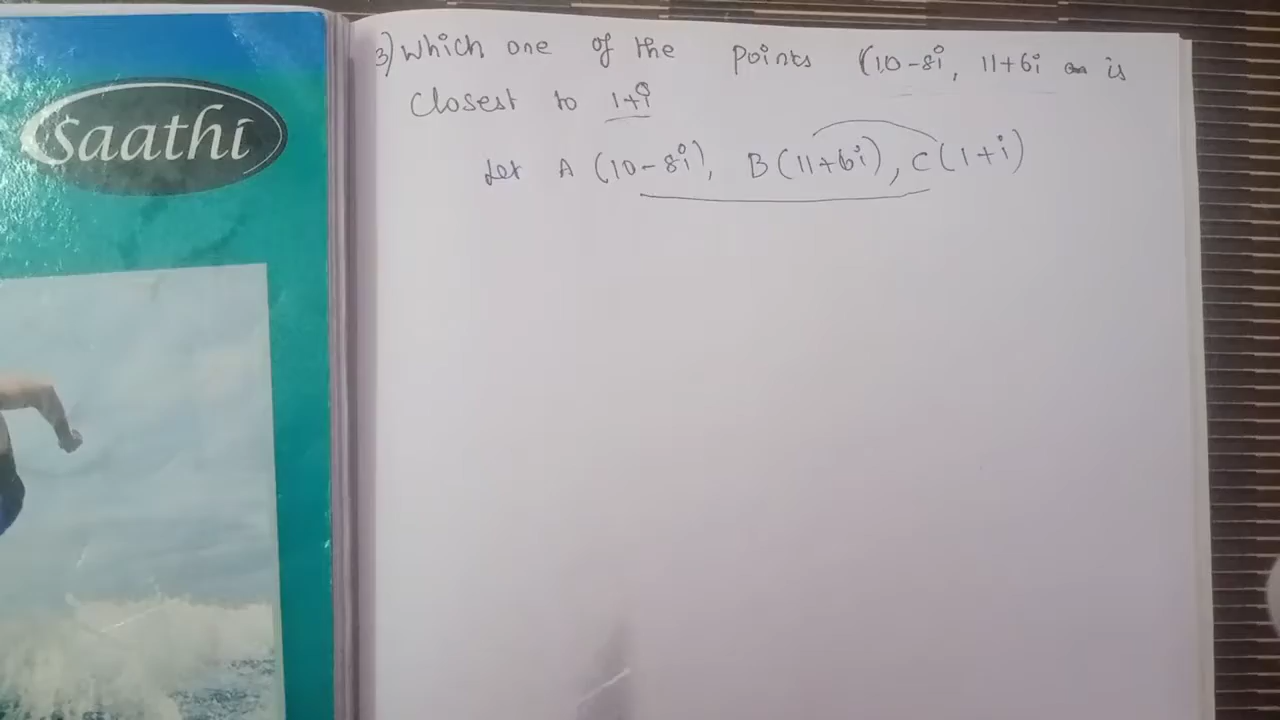 Saathi
3) Which one of the points (10-8i, 11+6i is
closest to 1+i
Let A (10-8i), B (11+6i), C (1+i)